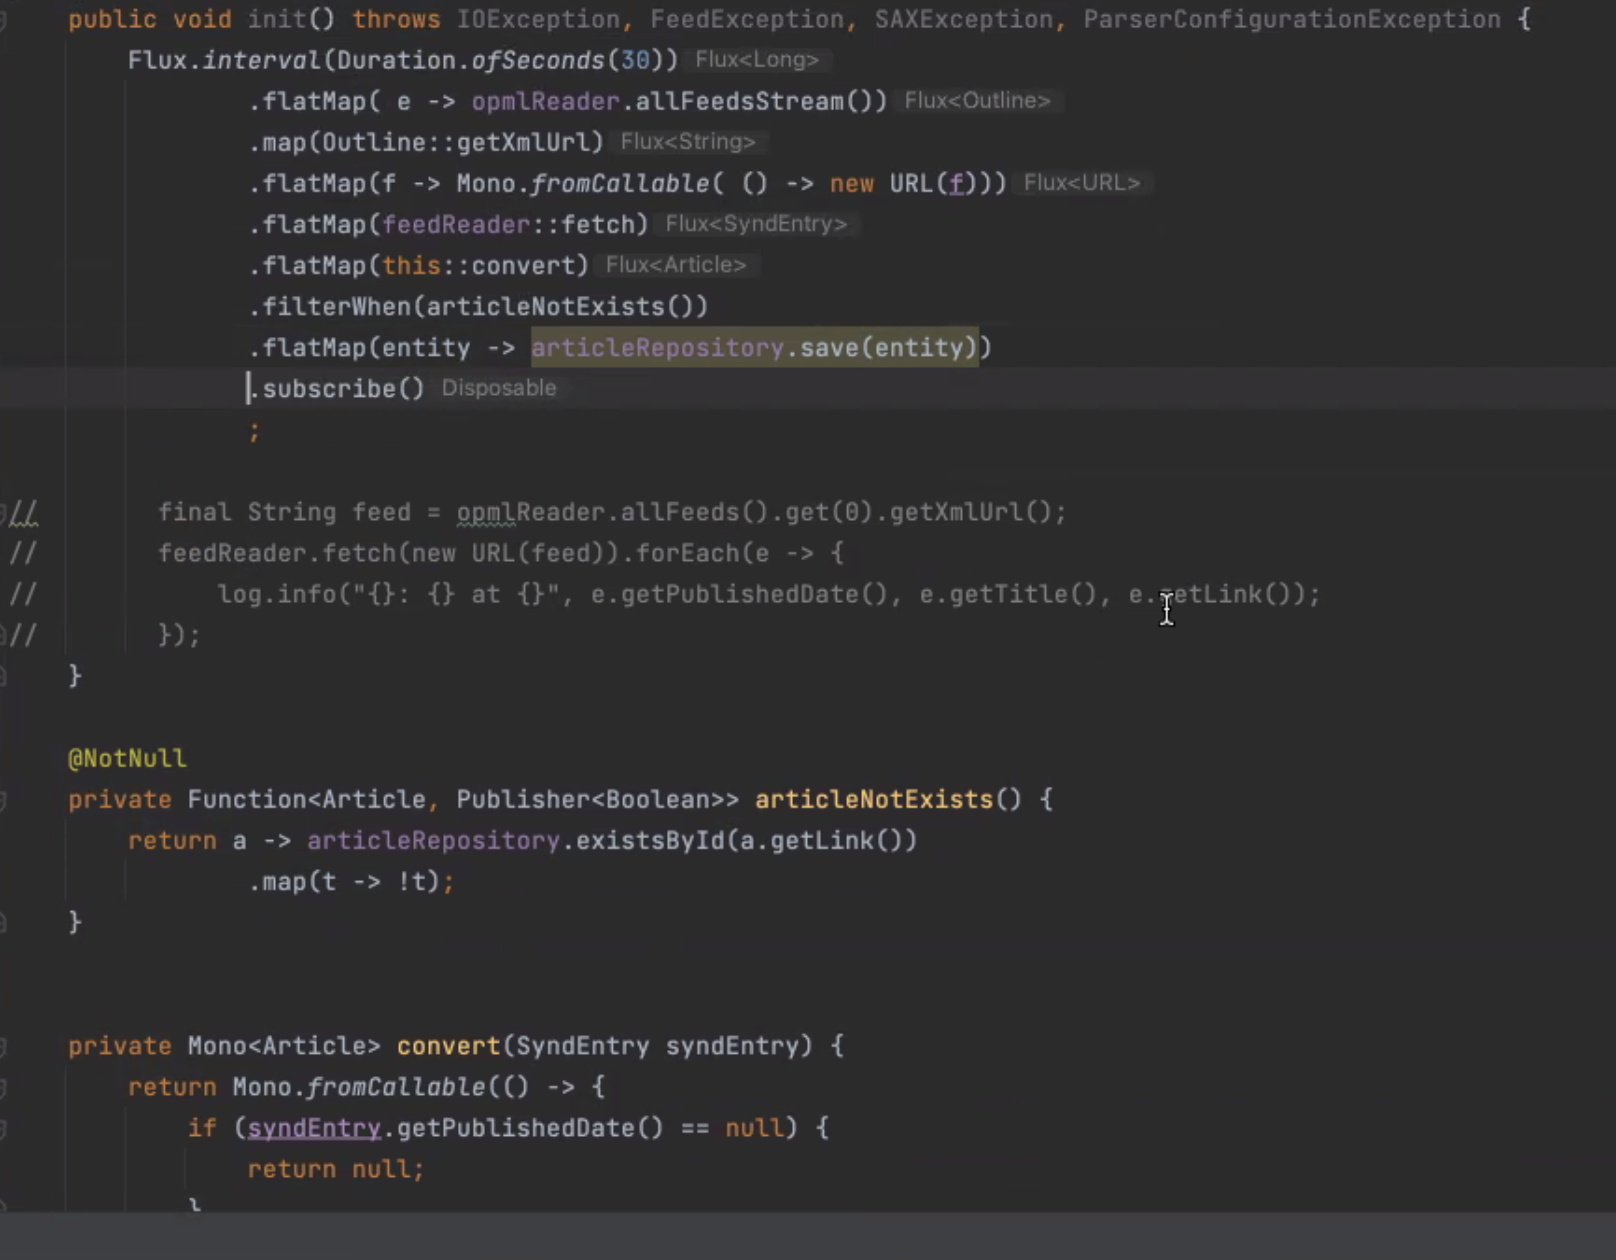 public void init() throws IOException, FeedException, SAXException, ParserConfigurationException {
Flux.interval(Duration.ofSeconds(30)) Flux<Long>
.flatMap( e -> opmlReader.allFeedsStream()) Flux<Outline>
.map(Outline::getXmlUrl) Flux<String>
.flatMap(f -> Mono.fromCallable( () -> new URL(f))) Flux<URL>
.flatMap(feedReader::fetch) Flux<SyndEntry>
.flatMap(this::convert) Flux<Article>
.filterWhen(articleNotExists())
.flatMap(entity -> articleRepository.save(entity))
.subscribe() Disposable
;
// final String feed = opmlReader.allFeeds().get(0).getXmlUrl();
// feedReader.fetch(new URL(feed)).forEach(e -> {
// log.info("{}: {} at {}", e.getPublishedDate(), e.getTitle(), e.getLink());
// });
}
@NotNull
private Function<Article, Publisher<Boolean>> articleNotExists() {
return a -> articleRepository.existsById(a.getLink())
.map(t -> !t);
}
private Mono<Article> convert(SyndEntry syndEntry) {
return Mono.fromCallable(() -> {
if (syndEntry.getPublishedDate() == null) {
return null;
}